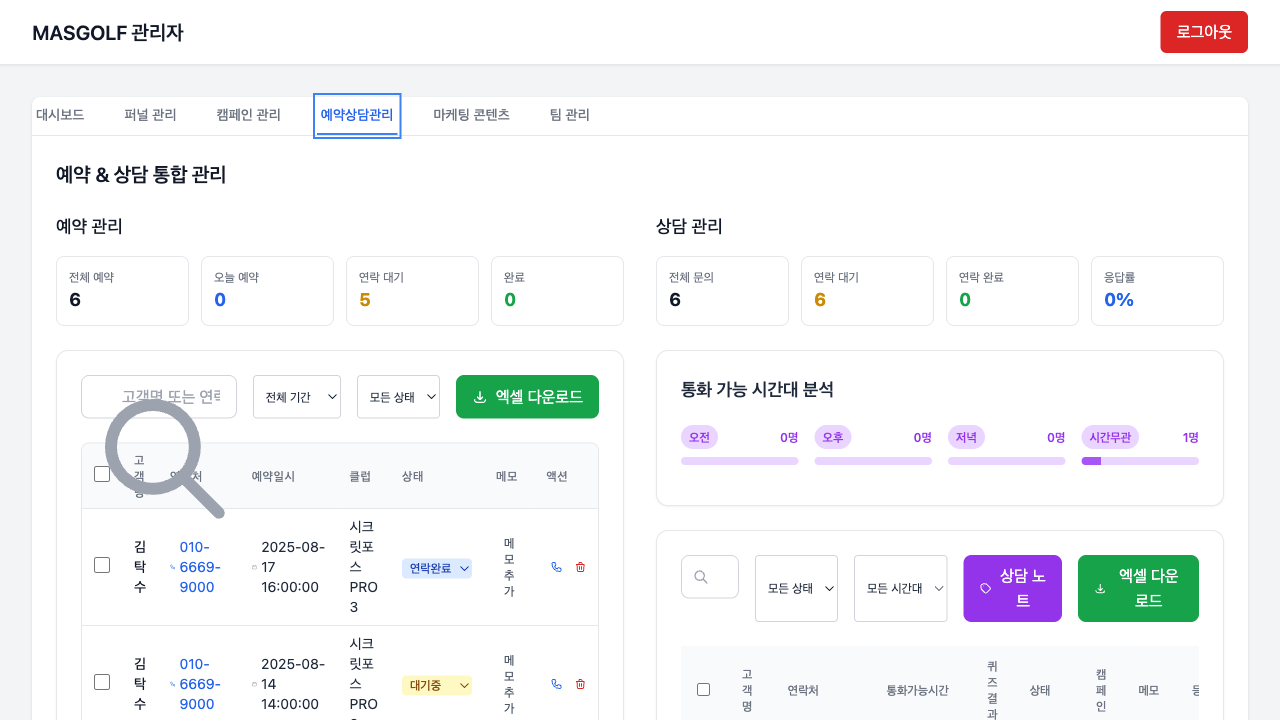 MASGOLF 관리자
로그아웃
대시보드 퍼널 관리 캠페인 관리 예약상담관리 마케팅 콘텐츠 팀 관리
예약 & 상담 통합 관리
예약 관리
전체 예약 오늘 예약 연락 대기 완료
6 0 5 0
고객명 또는
전체 기간
모든 상태
엑셀 다운로드
고
객
예약일시 클럽 상태 메모 액션
김
탁
수
010-
6669-
9000
2025-08-
17
16:00:00
시크
릿포
스
PRO
3
연락완료
메
모
추
가
김
탁
수
010-
6669-
9000
2025-08-
14
14:00:00
시크
릿포
스
PRO
대기중
메
모
추
가
상담 관리
전체 문의 연락 대기 연락 완료 응답률
6 6 0 0%
통화 가능 시간대 분석
오전 0명 오후 0명 저녁 0명 시간무관 1명
모든 상태
모든 시간대
상담 노
트
엑셀 다운
로드
고
객
명
연락처
통화가능시간
퀴
즈
결
과
상태
캠
페
인
메모